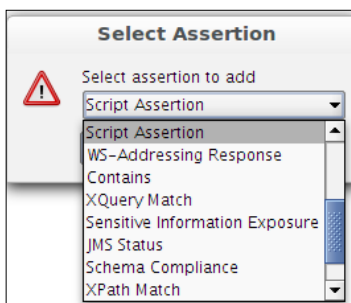 Select Assertion
Select assertion to add
Script Assertion
Script Assertion
WS-Addressing Response
Contains
XQuery Match
Sensitive Information Exposure
JMS Status
Schema Compliance
XPath Match